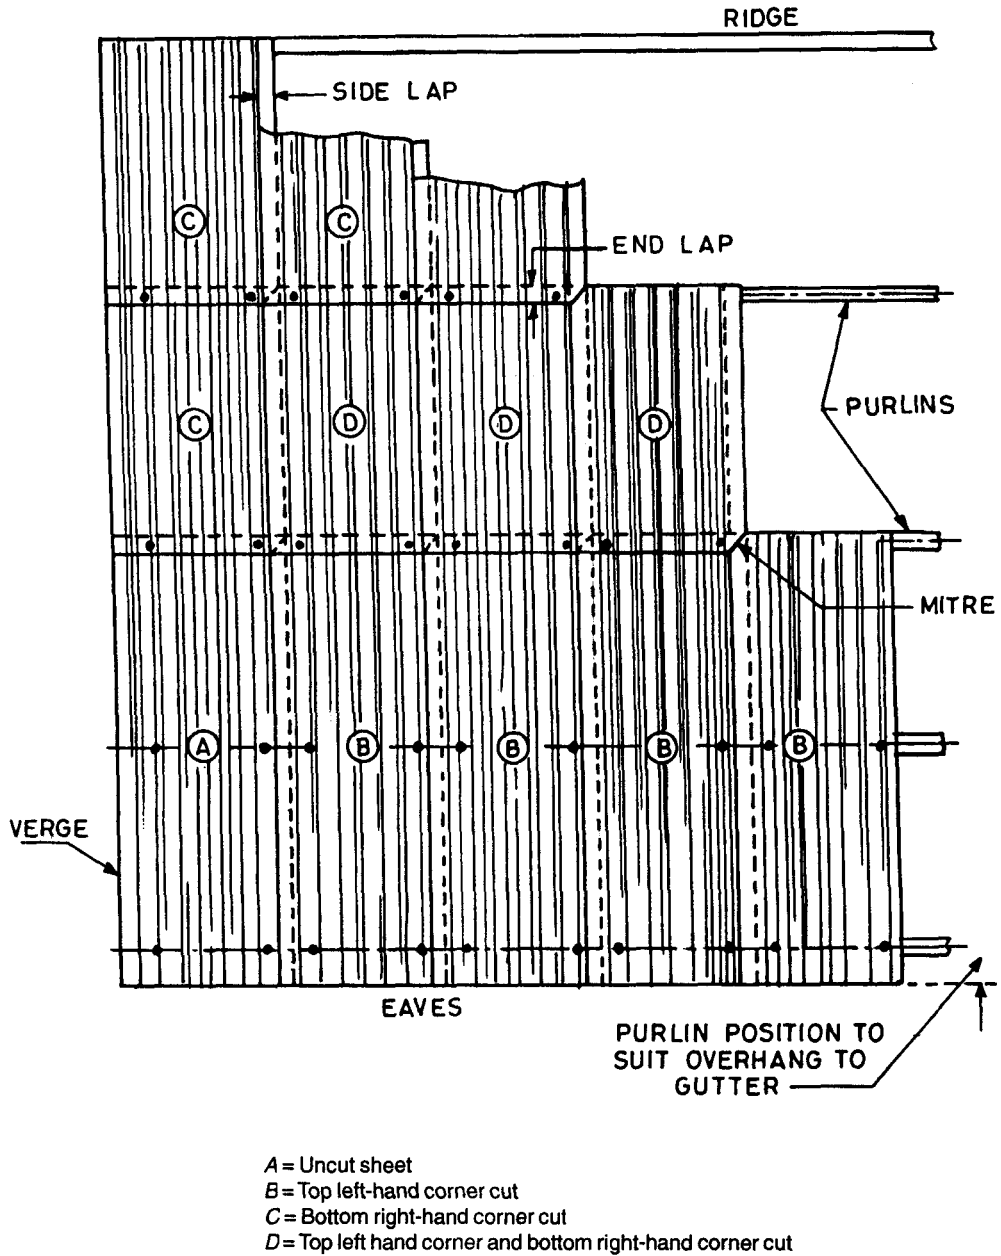 RIDGE
SIDE LAP
C
C
END LAP
C
D
D
D
PURLINS
MITRE
A
B
B
B
B
VERGE
EAVES
PURLIN POSITION TO
SUIT OVERHANG TO
GUTTER
A = Uncut sheet
B = Top left-hand corner cut
C = Bottom right-hand corner cut
D = Top left hand corner and bottom right-hand corner cut